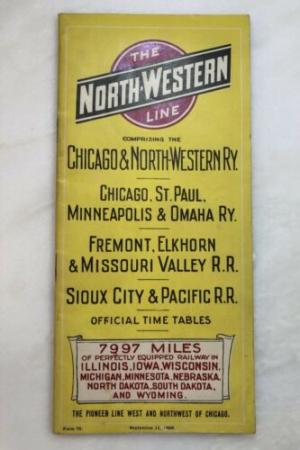 THE
NORTH-WESTERN
LINE
COMPRISING THE
CHICAGO & NORTH-WESTERN RY.
CHICAGO, ST. PAUL,
MINNEAPOLIS & OMAHA RY.
FREMONT, ELKHORN
& MISSOURI VALLEY R.R.
SIOUX CITY & PACIFIC R.R.
OFFICIAL TIME TABLES
7997 MILES
OF PERFECTLY EQUIPPED RAILWAY IN
ILLINOIS, IOWA, WISCONSIN,
MICHIGAN, MINNESOTA, NEBRASKA,
NORTH DAKOTA, SOUTH DAKOTA,
AND WYOMING.
THE PIONEER LINE WEST AND NORTHWEST OF CHICAGO.
Form
September